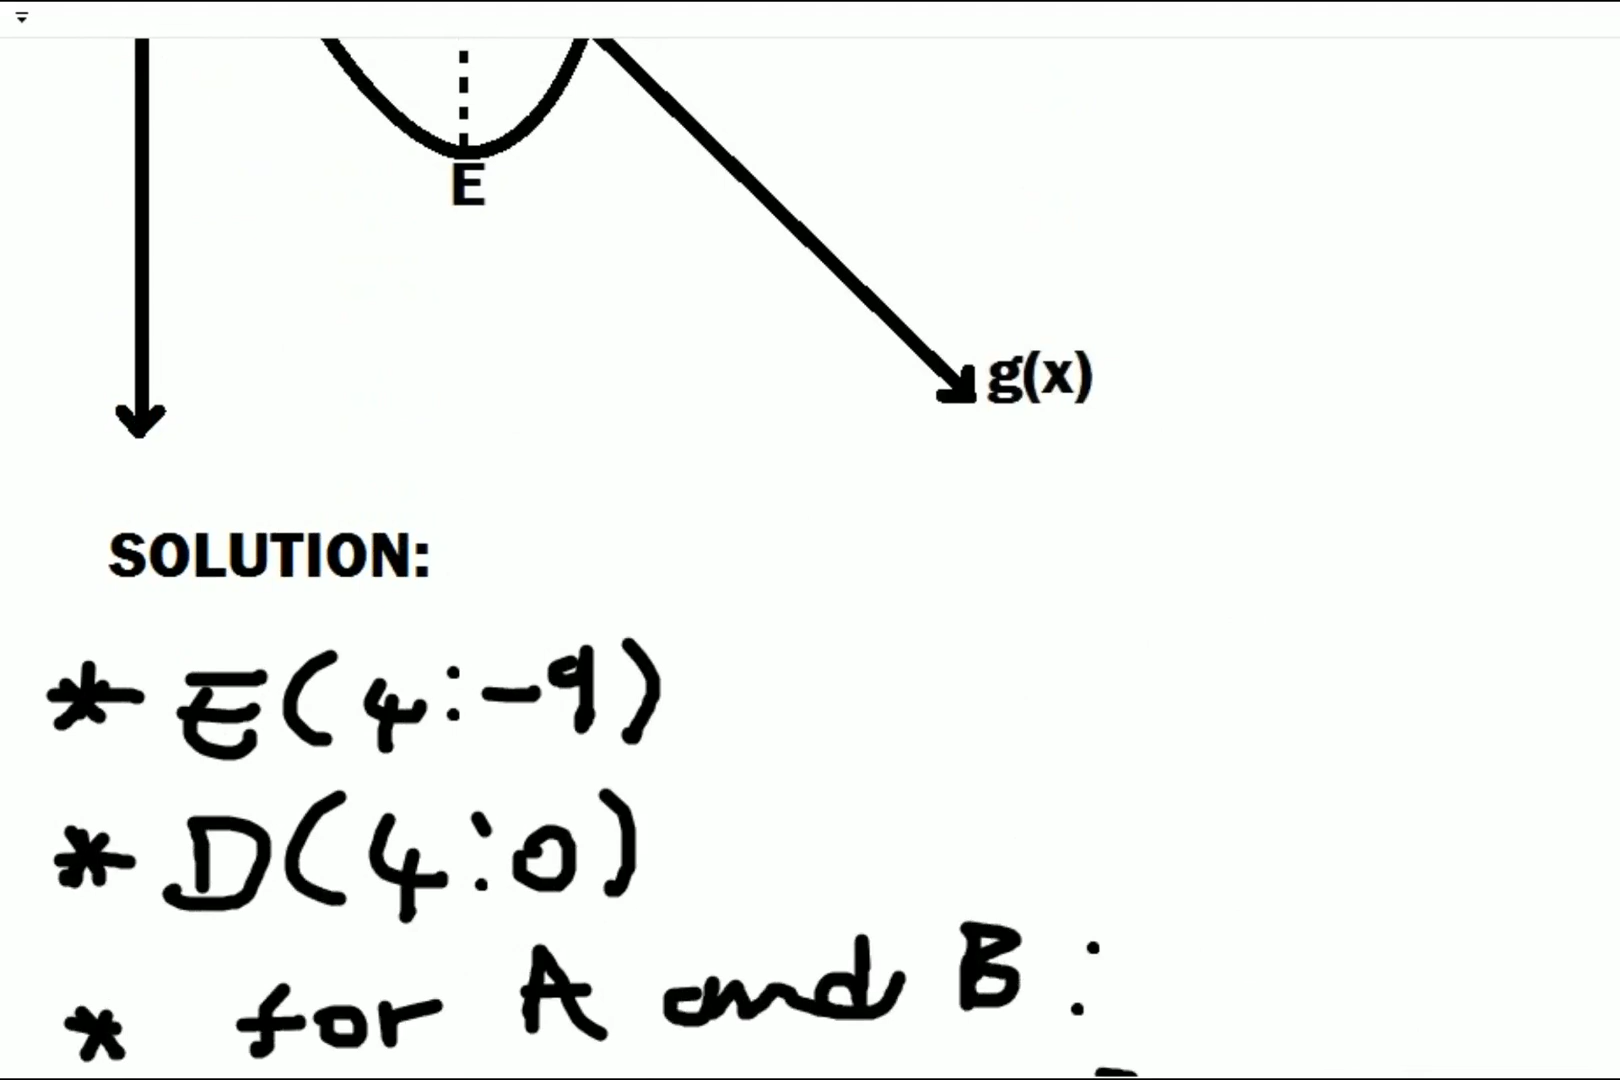 E
g(x)
SOLUTION:
* E(4:-9)
* D(4:0)
* for A and B: